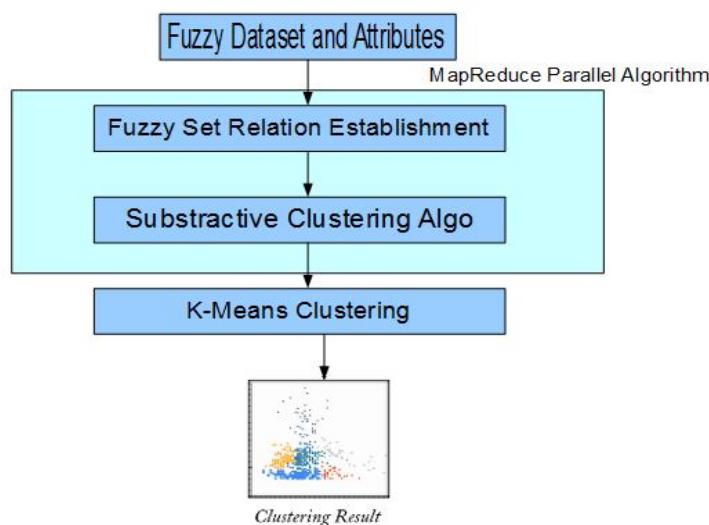 Fuzzy Dataset and Attributes
MapReduce Parallel Algorithm
Fuzzy Set Relation Establishment
Substractive Clustering Algo
K-Means Clustering
Clustering Result